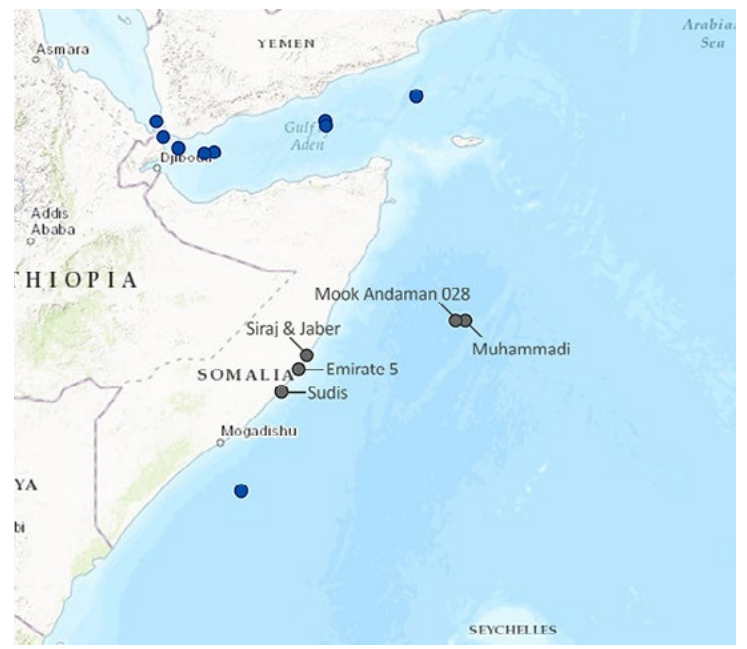 Arabian
Sea
YEMEN
Asmara
Gulf of
Aden
Djibouti
Addis
Ababa
THIOPIA
Mook Andaman 028
Siraj & Jaber
Muhammadi
Emirate 5
SOMALIA
Sudis
Mogadishu
YA
bi
SEYCHELLES